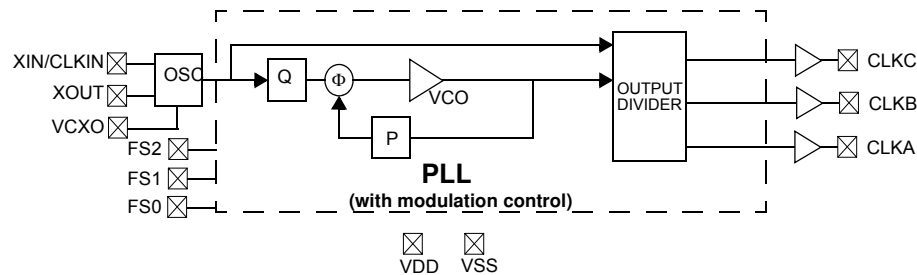 XIN/CLKIN
OSC
XOUT
VCXO
FS2
FS1
FS0
Q
Φ
VCO
P
PLL
(with modulation control)
OUTPUT
DIVIDER
CLKC
CLKB
CLKA
VDD
VSS